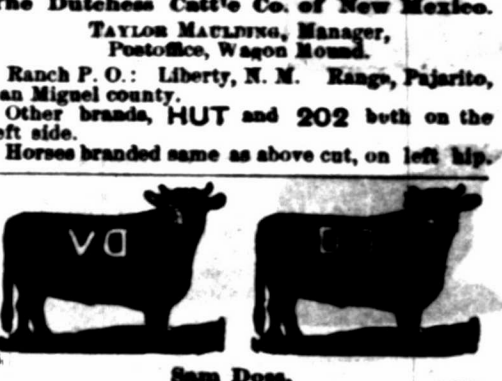 The Dutchess Cattle Co. of New Mexico.
TAYLOR MAULDING, Manager,
Postoffice, Wagon Mound.
Ranch P. O.: Liberty, N. M. Range, Pajarito,
an Miguel county.
Other brands, HUT and 202 both on the
eft side.
Horses branded same as above cut, on left hip.
VD
Sam Doss.